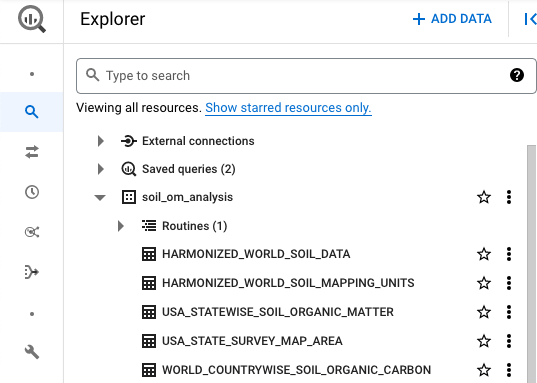 Explorer
+ ADD DATA
Type to search
Viewing all resources. Show starred resources only.
External connections
Saved queries (2)
soil_om_analysis
Routines (1)
HARMONIZED_WORLD_SOIL_DATA
HARMONIZED_WORLD_SOIL_MAPPING_UNITS
USA_STATEWISE_SOIL_ORGANIC_MATTER
USA_STATE_SURVEY_MAP_AREA
WORLD_COUNTRYWISE_SOIL_ORGANIC_CARBON